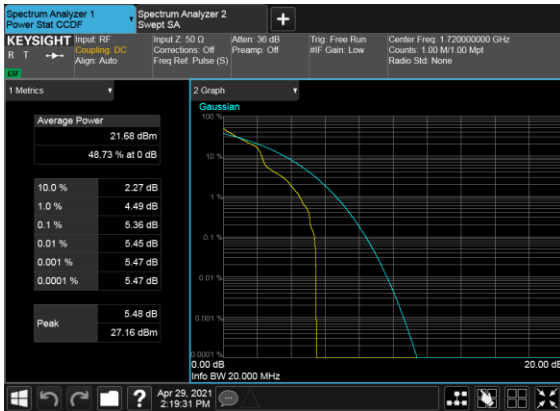 Spectrum Analyzer 1
Power Stat CCDF
Spectrum Analyzer 2
Swept SA
KEYSIGHT
R T
LXI
Input: RF
Coupling: DC
Align: Auto
Input Z: 50 Ω
Corrections: Off
Freq Ref: Pulse (S)
Atten: 36 dB
Preamp: Off
Trig: Free Run
#IF Gain: Low
Center Freq: 1.720000000 GHz
Counts: 1.00 M/1.00 Mpt
Radio Std: None
1 Metrics
Average Power
21.68 dBm
48.73 % at 0 dB
10.0 % 2.27 dB
1.0 % 4.49 dB
0.1 % 5.36 dB
0.01 % 5.45 dB
0.001 % 5.47 dB
0.0001 % 5.47 dB
Peak
5.48 dB
27.16 dBm
2 Graph
Gaussian
100 %
10 %
1 %
0.1 %
0.01 %
0.001 %
0.0001 %
0.00 dB
20.00 dB
Info BW 20.000 MHz
?
Apr 29, 2021
2:19:31 PM